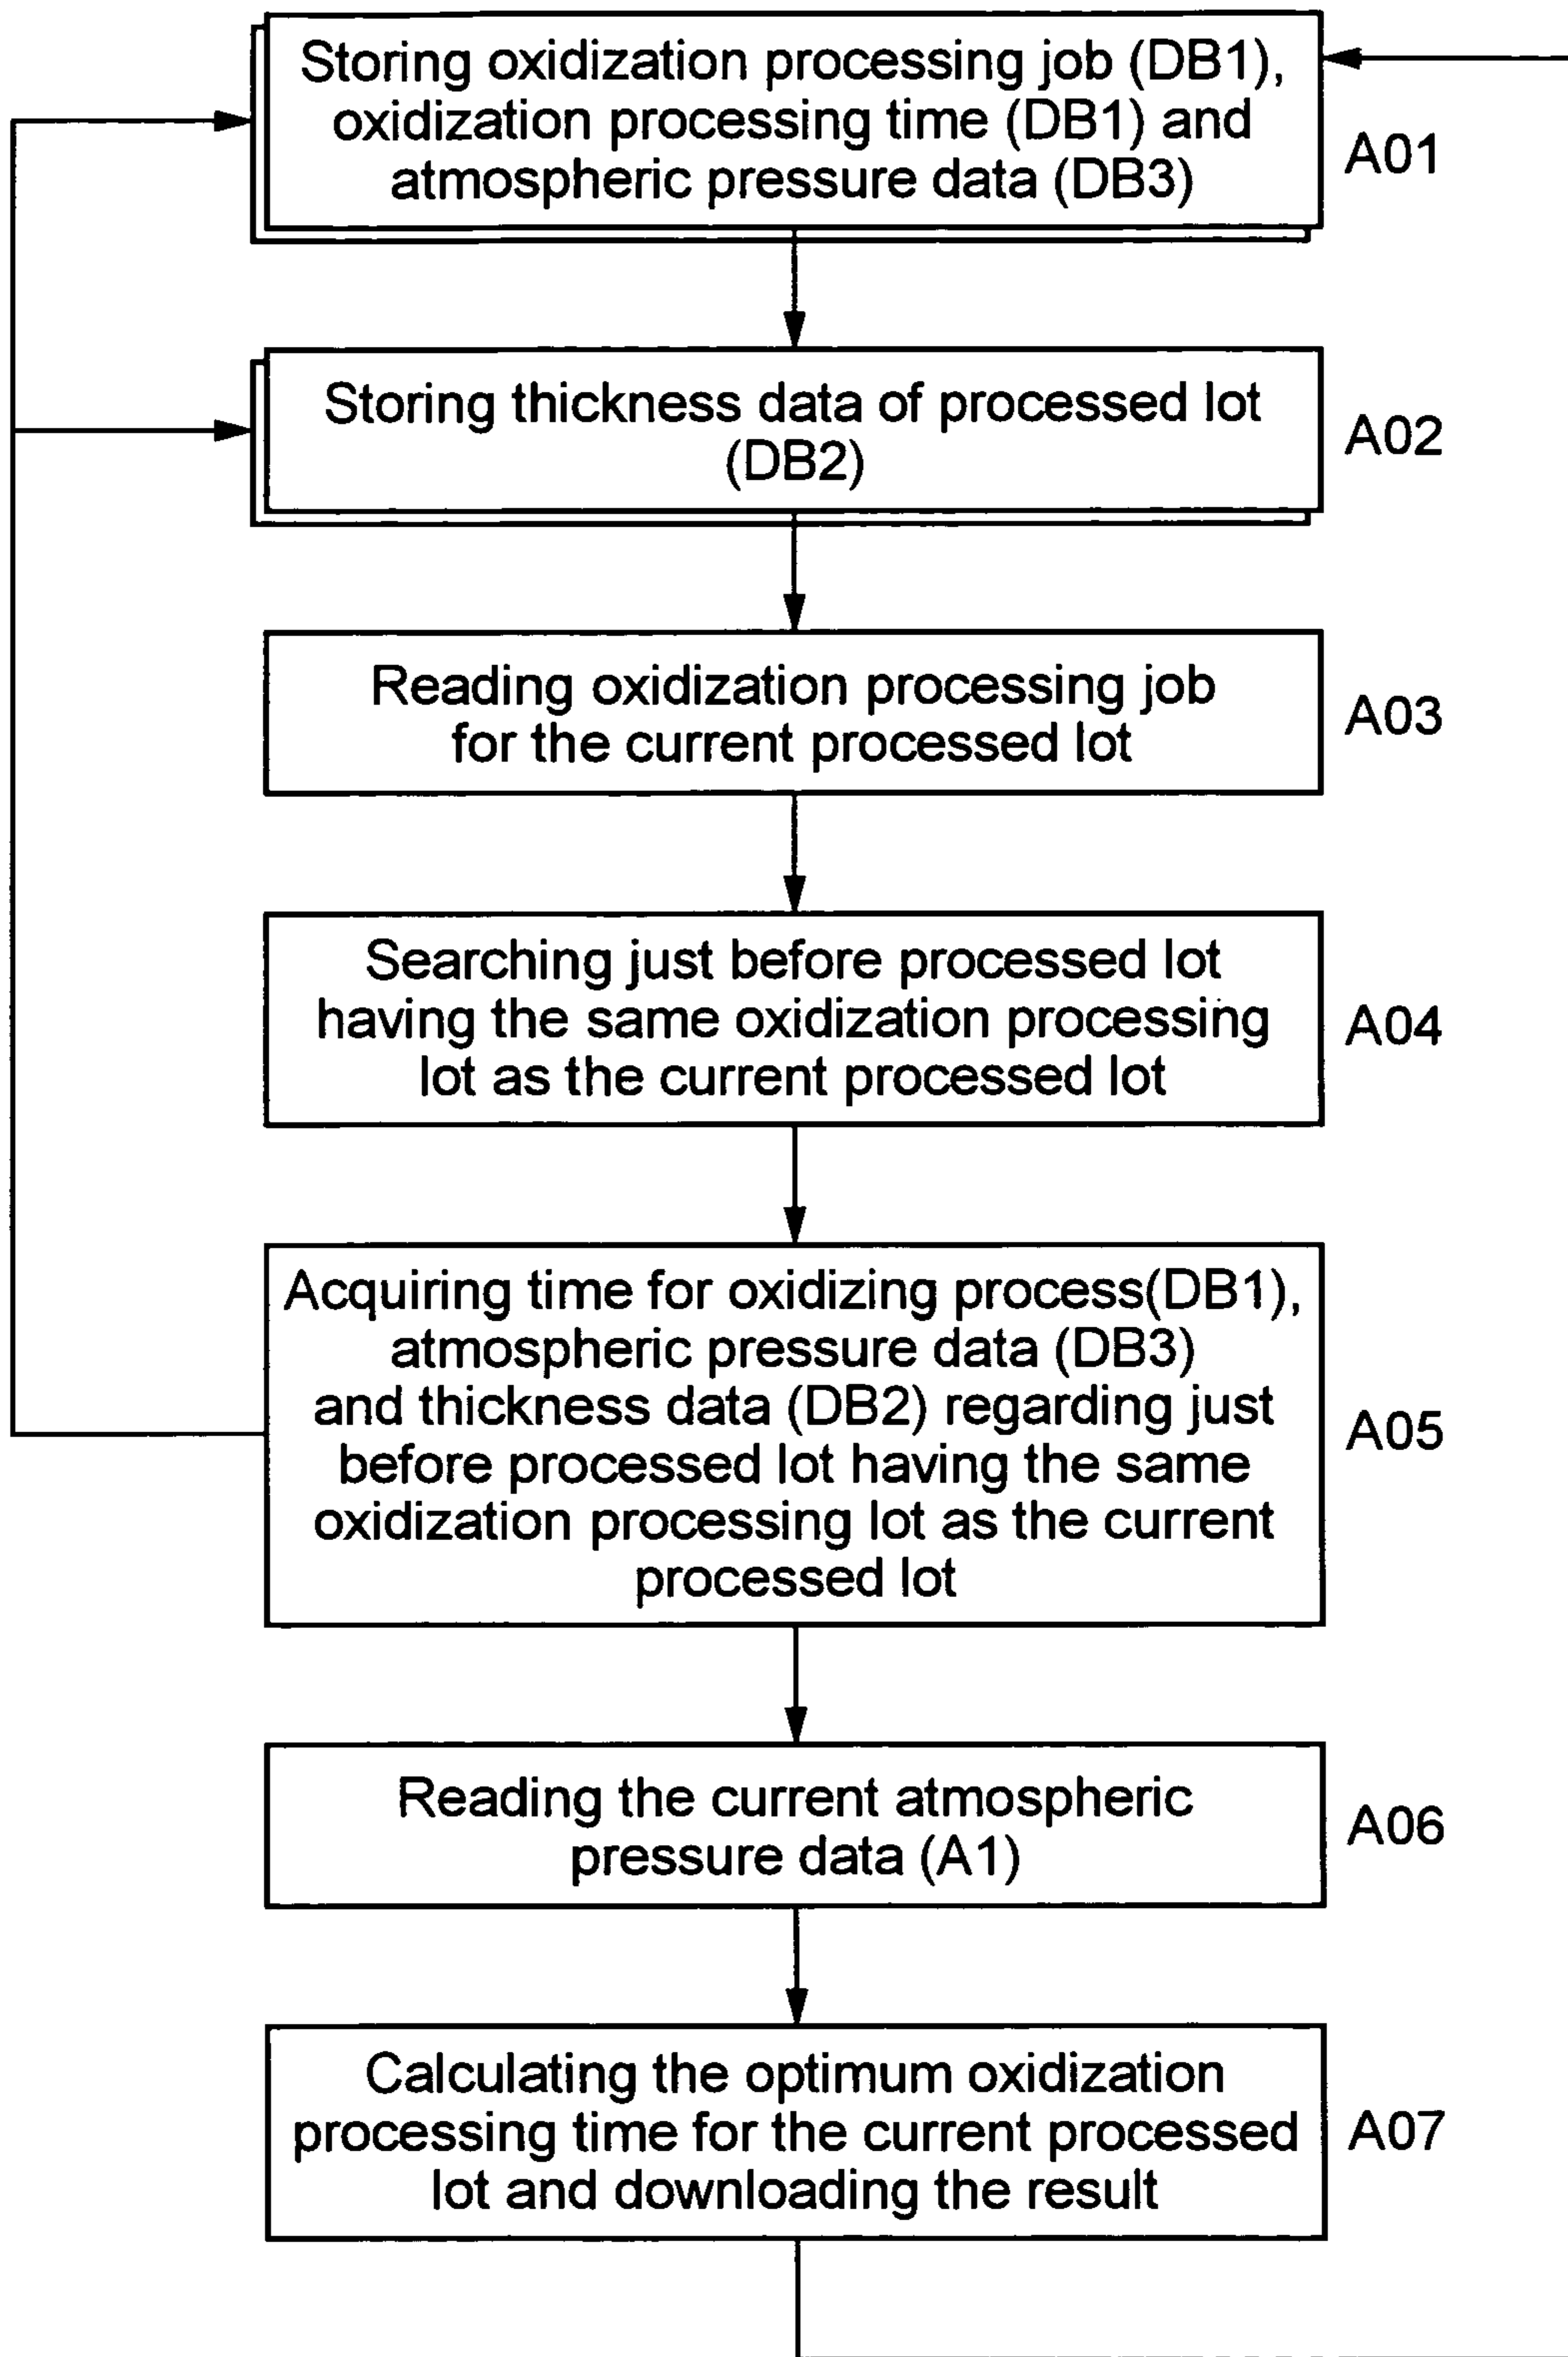 Storing oxidization processing job (DB1),
oxidization processing time (DB1) and
atmospheric pressure data (DB3)
A01
Storing thickness data of processed lot
(DB2)
A02
Reading oxidization processing job
for the current processed lot
A03
Searching just before processed lot
having the same oxidization processing
lot as the current processed lot
A04
Acquiring time for oxidizing process(DB1),
atmospheric pressure data (DB3)
and thickness data (DB2) regarding just
before processed lot having the same
oxidization processing lot as the current
processed lot
A05
Reading the current atmospheric
pressure data (A1)
A06
Calculating the optimum oxidization
processing time for the current processed
lot and downloading the result
A07